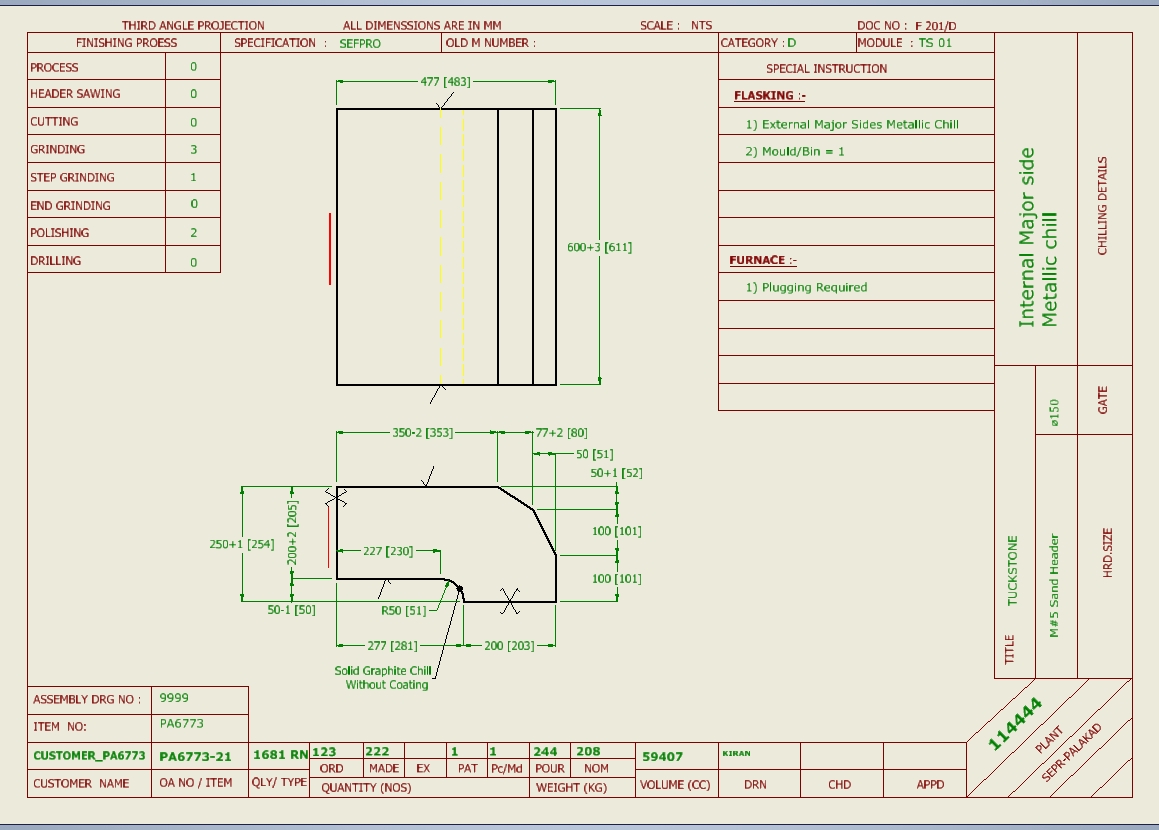 THIRD ANGLE PROJECTION ALL DIMENSSIONS ARE IN MM SCALE : NTS DOC NO : F 201/D
FINISHING PROESS SPECIFICATION : SEFPRO OLD M NUMBER : CATEGORY : D MODULE : TS 01
PROCESS 0
HEADER SAWING 0
CUTTING 0
GRINDING 3
STEP GRINDING 1
END GRINDING 0
POLISHING 2
DRILLING 0
SPECIAL INSTRUCTION
FLASKING :-
1) External Major Sides Metallic Chill
2) Mould/Bin = 1
FURNACE :-
1) Plugging Required
477 [483]
600+3 [611]
350-2 [353]
77+2 [80]
50 [51]
50+1 [52]
250+1 [254]
200+2 [205]
227 [230]
100 [101]
100 [101]
50-1 [50]
R50 [51]
277 [281]
200 [203]
Solid Graphite Chill
Without Coating
Internal Major side
Metallic chill
CHILLING DETAILS
ø150
GATE
TITLE TUCKSTONE
M#5 Sand Header
HRD.SIZE
114444
PLANT
SEPR-PALAKAD
ASSEMBLY DRG NO : 9999
ITEM NO: PA6773
CUSTOMER_PA6773 PA6773-21 1681 RN 123 222 1 1 244 208 59407 KIRAN
ORD MADE EX PAT Pc/Md POUR NOM
CUSTOMER NAME OA NO / ITEM QLY/ TYPE QUANTITY (NOS) WEIGHT (KG) VOLUME (CC) DRN CHD APPD